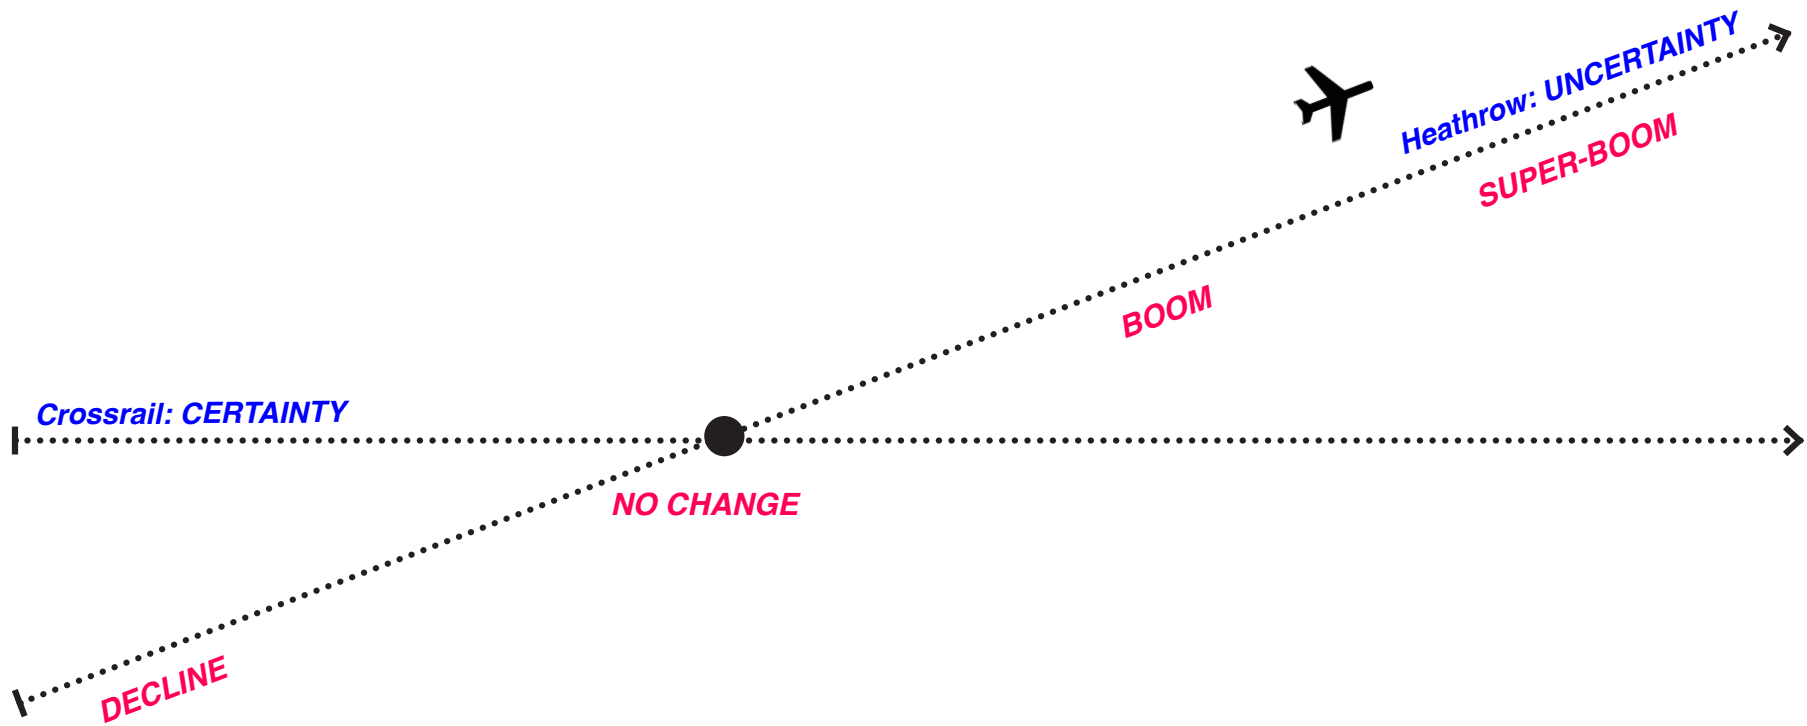 Heathrow: UNCERTAINTY
SUPER-BOOM
BOOM
Crossrail: CERTAINTY
NO CHANGE
DECLINE